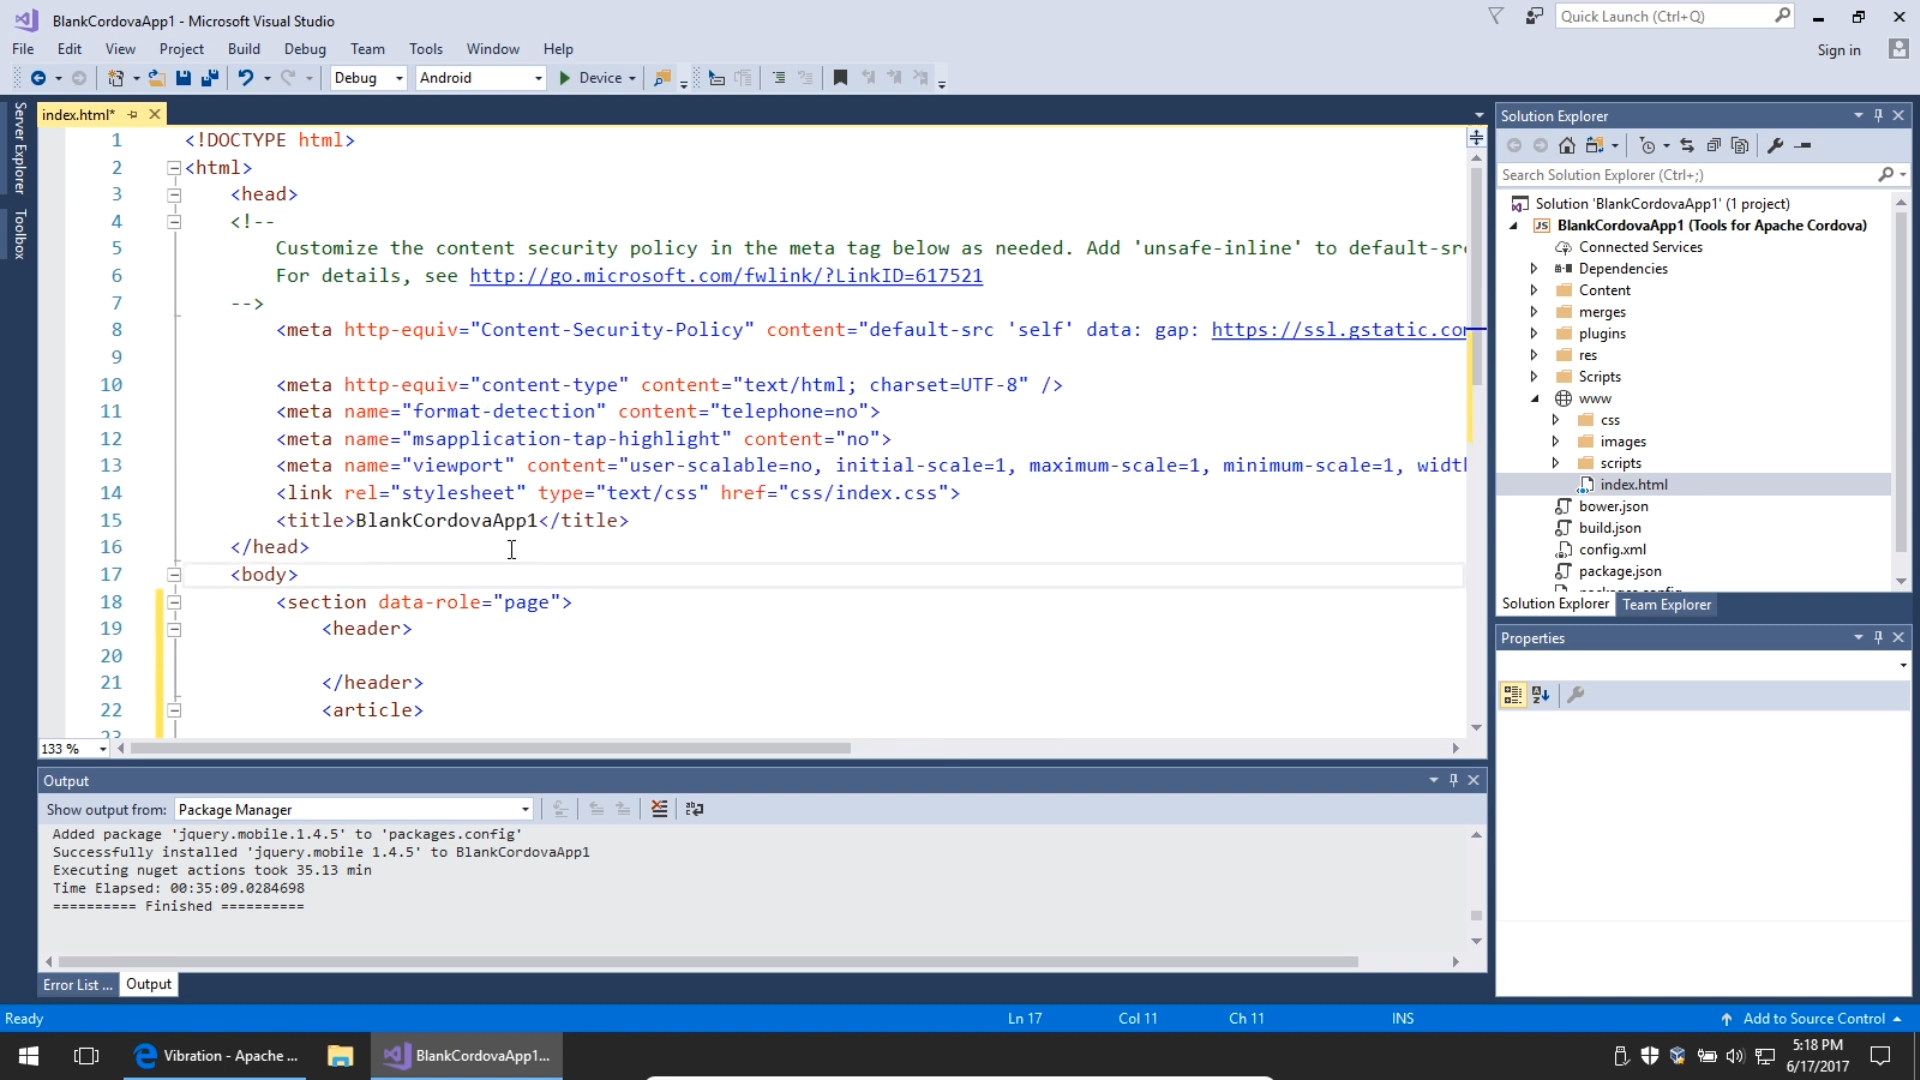 BlankCordovaApp1 - Microsoft Visual Studio
Quick Launch (Ctrl+Q)
File Edit View Project Build Debug Team Tools Window Help
Sign in
Debug Android Device
Server Explorer
Toolbox
index.html*
1 <!DOCTYPE html>
2 <html>
3 <head>
4 <!--
5 Customize the content security policy in the meta tag below as needed. Add 'unsafe-inline' to default-src
6 For details, see http://go.microsoft.com/fwlink/?LinkID=617521
7 -->
8 <meta http-equiv="Content-Security-Policy" content="default-src 'self' data: gap: https://ssl.gstatic.com
9
10 <meta http-equiv="content-type" content="text/html; charset=UTF-8" />
11 <meta name="format-detection" content="telephone=no">
12 <meta name="msapplication-tap-highlight" content="no">
13 <meta name="viewport" content="user-scalable=no, initial-scale=1, maximum-scale=1, minimum-scale=1, width
14 <link rel="stylesheet" type="text/css" href="css/index.css">
15 <title>BlankCordovaApp1</title>
16 </head>
17 <body>
18 <section data-role="page">
19 <header>
20
21 </header>
22 <article>
23
133 %
Output
Show output from: Package Manager
Added package 'jquery.mobile.1.4.5' to 'packages.config'
Successfully installed 'jquery.mobile 1.4.5' to BlankCordovaApp1
Executing nuget actions took 35.13 min
Time Elapsed: 00:35:09.0284698
========== Finished ==========
Error List ... Output
Solution Explorer
Search Solution Explorer (Ctrl+;)
Solution 'BlankCordovaApp1' (1 project)
JS BlankCordovaApp1 (Tools for Apache Cordova)
Connected Services
Dependencies
Content
merges
plugins
res
Scripts
www
css
images
scripts
index.html
bower.json
build.json
config.xml
package.json
packages.config
Solution Explorer Team Explorer
Properties
Ready Ln 17 Col 11 Ch 11 INS Add to Source Control
Vibration - Apache ... BlankCordovaApp1...
5:18 PM
6/17/2017